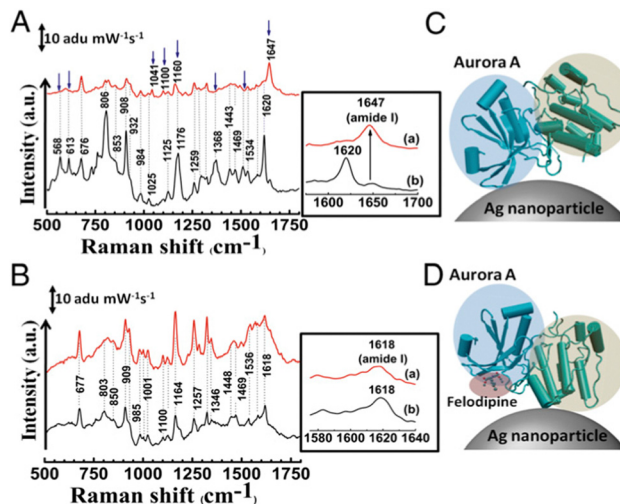 A
10 adu mW⁻¹s⁻¹
Intensity (a.u.)
568
613
676
806
853
908
932
984
1025
1041
1100
1125
1160
1176
1259
1368
1443
1469
1534
1647
1620
500 750 1000 1250 1500 1750
Raman shift (cm⁻¹)
1647
(amide I)
(a)
1620
(b)
1600 1650 1700
C
Aurora A
Ag nanoparticle
B
10 adu mW⁻¹s⁻¹
Intensity (a.u.)
677
803
850
909
985
1001
1100
1164
1257
1346
1448
1469
1536
1618
500 750 1000 1250 1500 1750
Raman shift (cm⁻¹)
1618
(amide I)
(a)
1618
(b)
1580 1600 1620 1640
D
Aurora A
Felodipine
Ag nanoparticle